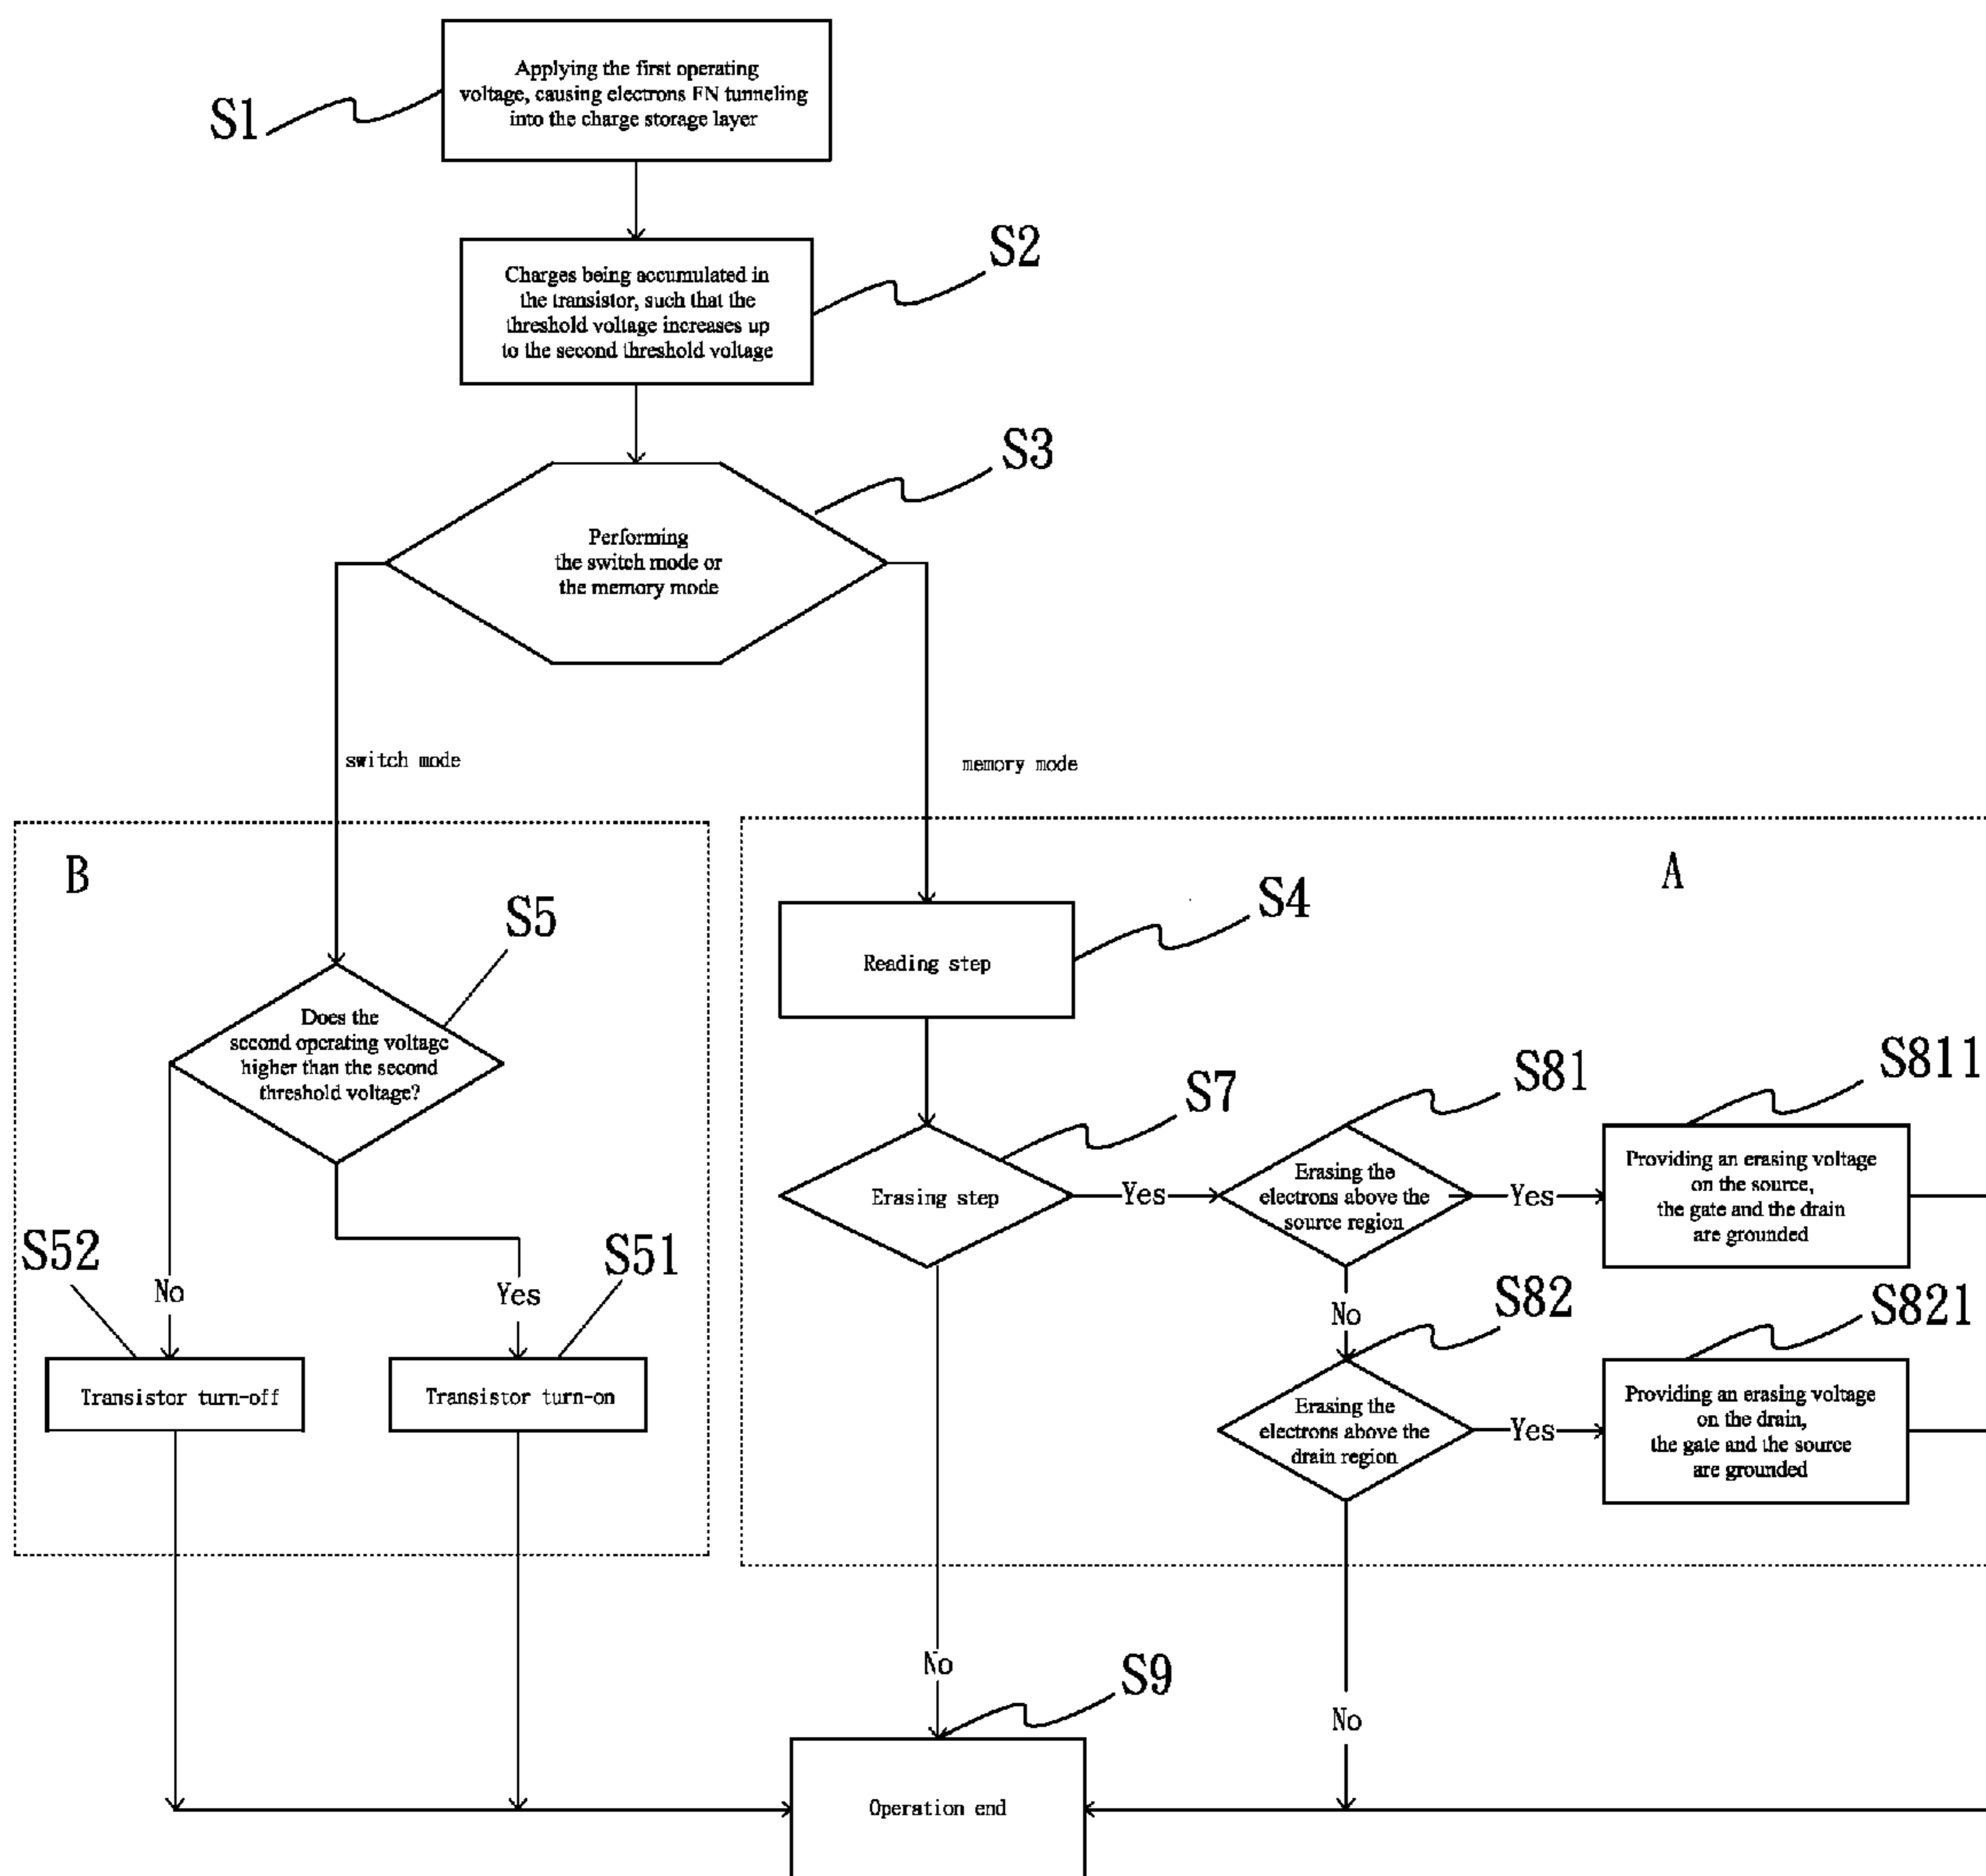 Applying the first operating
voltage, causing electrons FN tunneling
into the charge storage layer
S1
S2
Charges being accumulated in
the transistor, such that the
threshold voltage increases up
to the second threshold voltage
S3
Performing
the switch mode or
the memory mode
switch mode
memory mode
B
A
S5
S4
Reading step
Does the
second operating voltage
higher than the second
threshold voltage?
S7
S81
S811
Erasing step
Yes
Erasing the
electrons above the
source region
Yes
Providing an erasing voltage
on the source,
the gate and the drain
are grounded
S52
S51
No
Yes
No
S82
S821
Transistor turn-off
Transistor turn-on
Erasing the
electrons above the
drain region
Yes
Providing an erasing voltage
on the drain,
the gate and the source
are grounded
No
S9
No
Operation end